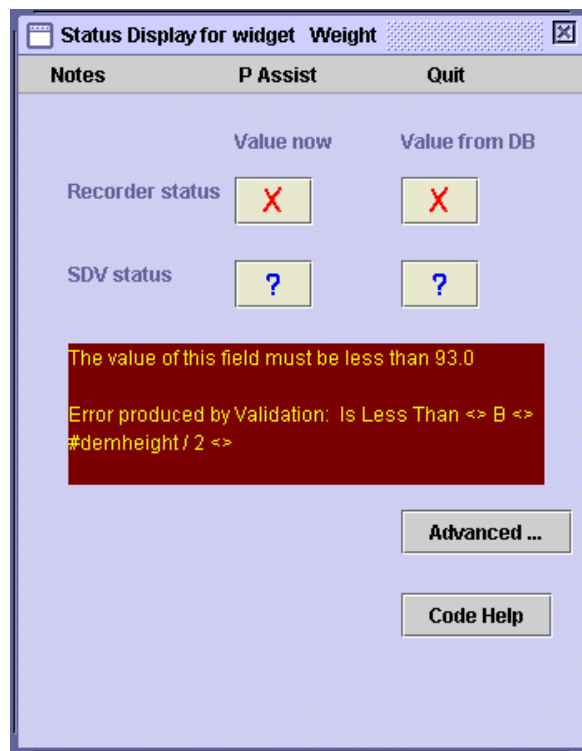 Status Display for widget Weight
Notes P Assist Quit
Value now Value from DB
Recorder status X X
SDV status ? ?
The value of this field must be less than 93.0
Error produced by Validation: Is Less Than <> B <>
#demheight / 2 <>
Advanced ...
Code Help